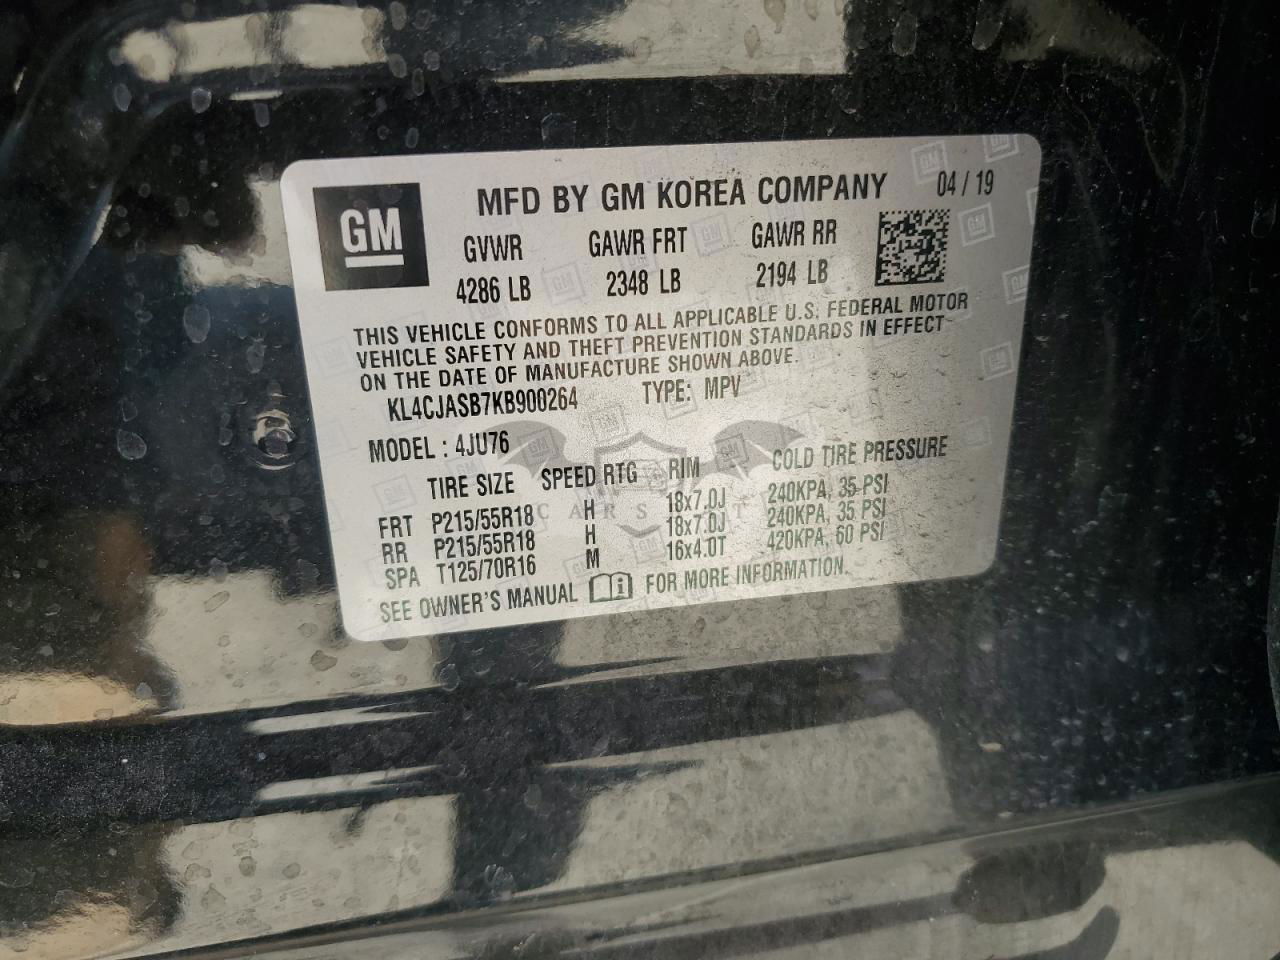 GM
MFD BY GM KOREA COMPANY 04 / 19
GVWR GAWR FRT GAWR RR
4286 LB 2348 LB 2194 LB
THIS VEHICLE CONFORMS TO ALL APPLICABLE U.S. FEDERAL MOTOR
VEHICLE SAFETY AND THEFT PREVENTION STANDARDS IN EFFECT
ON THE DATE OF MANUFACTURE SHOWN ABOVE.
KL4CJASB7KB900264 TYPE: MPV
MODEL : 4JU76
TIRE SIZE SPEED RTG RIM COLD TIRE PRESSURE
FRT P215/55R18 H 18x7.0J 240KPA, 35 PSI
RR P215/55R18 H 18x7.0J 240KPA, 35 PSI
SPA T125/70R16 M 16x4.0T 420KPA, 60 PSI
SEE OWNER'S MANUAL FOR MORE INFORMATION.